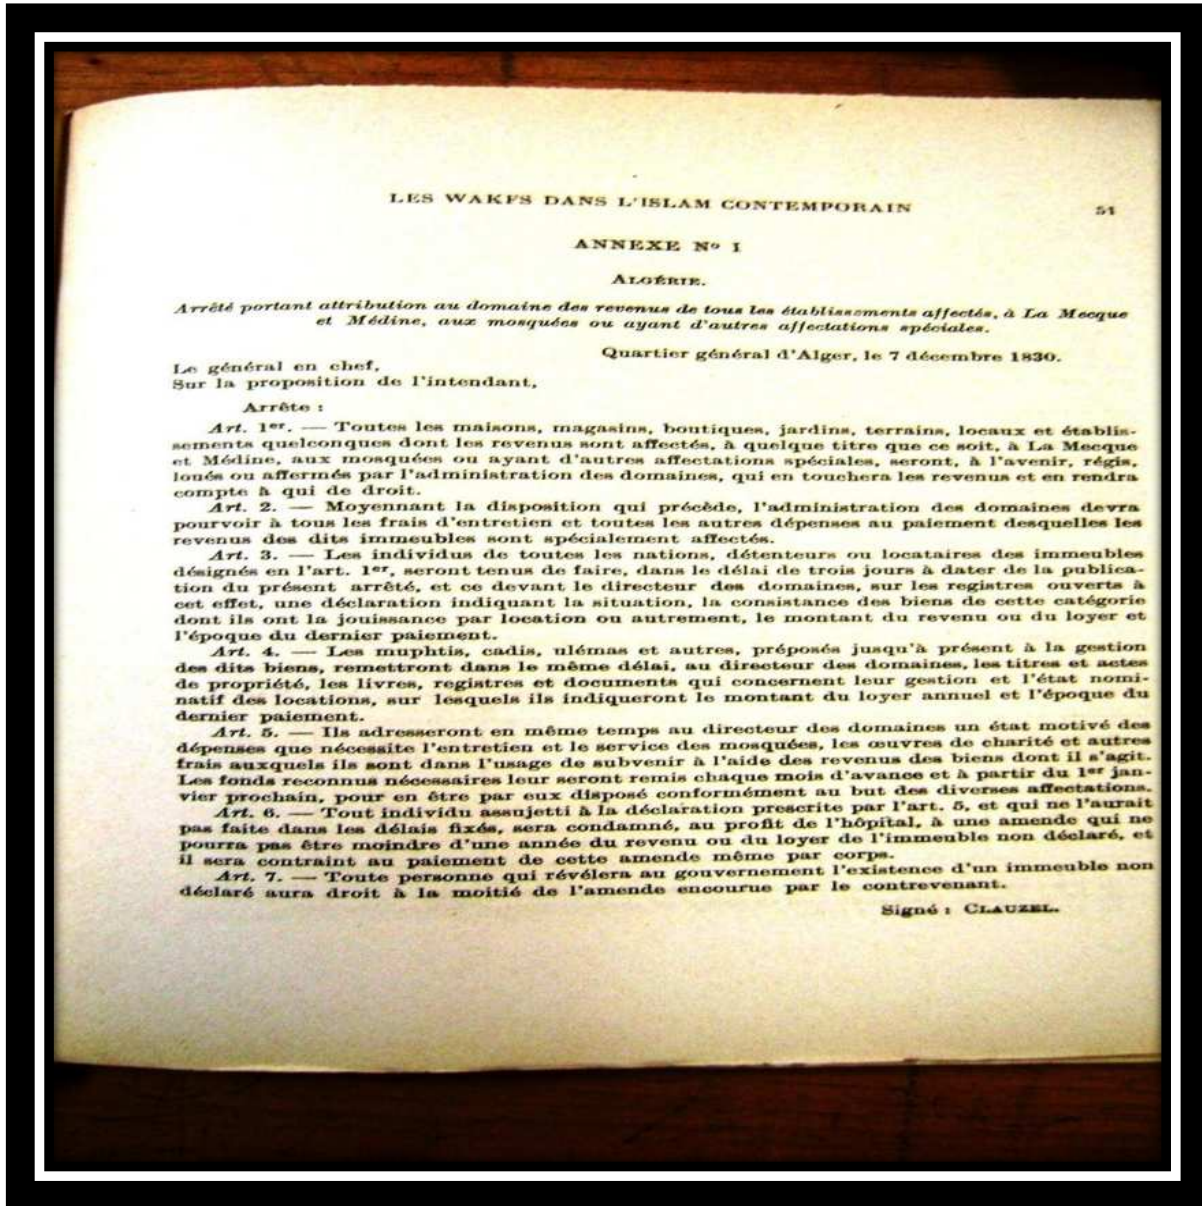 LES WAKFS DANS L'ISLAM CONTEMPORAIN 51
ANNEXE No I
ALGÉRIE.
Arrêté portant attribution au domaine des revenus de tous les établissements affectés, à La Mecque
et Médine, aux mosquées ou ayant d'autres affectations spéciales.
Quartier général d'Alger, le 7 décembre 1830.
Le général en chef,
Sur la proposition de l'intendant,
Arrête :
Art. 1er. — Toutes les maisons, magasins, boutiques, jardins, terrains, locaux et établis-
sements quelconques dont les revenus sont affectés, à quelque titre que ce soit, à La Mecque
et Médine, aux mosquées ou ayant d'autres affectations spéciales, seront, à l'avenir, régis,
loués ou affermés par l'administration des domaines, qui en touchera les revenus et en rendra
compte à qui de droit.
Art. 2. — Moyennant la disposition qui précède, l'administration des domaines devra
pourvoir à tous les frais d'entretien et toutes les autres dépenses au paiement desquelles les
revenus des dits immeubles sont spécialement affectés.
Art. 3. — Les individus de toutes les nations, détenteurs ou locataires des immeubles
désignés en l'art. 1er, seront tenus de faire, dans le délai de trois jours à dater de la publica-
tion du présent arrêté, et ce devant le directeur des domaines, sur les registres ouverts à
cet effet, une déclaration indiquant la situation, la consistance des biens de cette catégorie
dont ils ont la jouissance par location ou autrement, le montant du revenu ou du loyer et
l'époque du dernier paiement.
Art. 4. — Les muphtis, cadis, ulémas et autres, préposés jusqu'à présent à la gestion
des dits biens, remettront dans le même délai, au directeur des domaines, les titres et actes
de propriété, les livres, registres et documents qui concernent leur gestion et l'état nomi-
natif des locations, sur lesquels ils indiqueront le montant du loyer annuel et l'époque du
dernier paiement.
Art. 5. — Ils adresseront en même temps au directeur des domaines un état motivé des
dépenses que nécessite l'entretien et le service des mosquées, les œuvres de charité et autres
frais auxquels ils sont dans l'usage de subvenir à l'aide des revenus des biens dont il s'agit.
Les fonds reconnus nécessaires leur seront remis chaque mois d'avance et à partir du 1er jan-
vier prochain, pour en être par eux disposé conformément au but des diverses affectations.
Art. 6. — Tout individu assujetti à la déclaration prescrite par l'art. 5, et qui ne l'aurait
pas faite dans les délais fixés, sera condamné, au profit de l'hôpital, à une amende qui ne
pourra pas être moindre d'une année du revenu ou du loyer de l'immeuble non déclaré, et
il sera contraint au paiement de cette amende même par corps.
Art. 7. — Toute personne qui révélera au gouvernement l'existence d'un immeuble non
déclaré aura droit à la moitié de l'amende encourue par le contrevenant.
Signé : CLAUZEL.